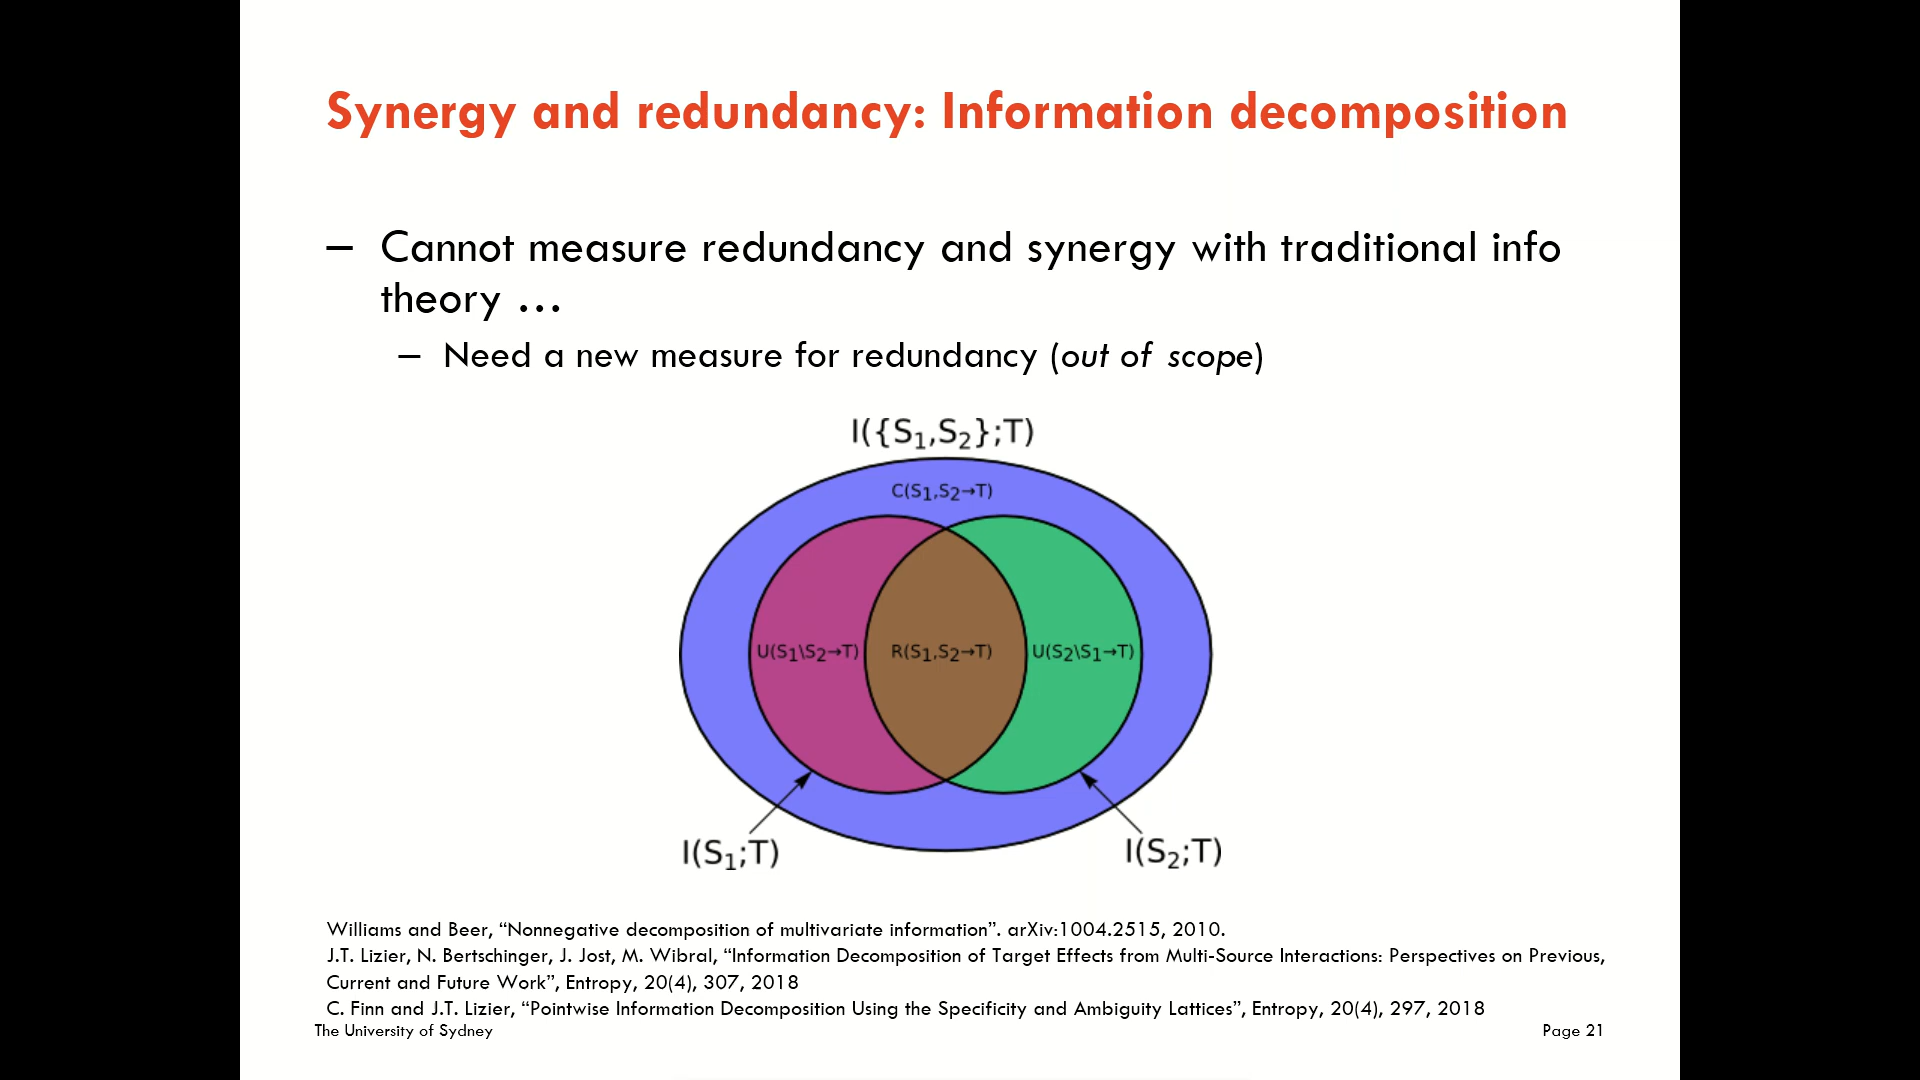 Synergy and redundancy: Information decomposition
– Cannot measure redundancy and synergy with traditional info
theory …
– Need a new measure for redundancy (out of scope)
I({S₁,S₂};T)
C(S₁,S₂→T)
U(S₁\S₂→T) R(S₁,S₂→T) U(S₂\S₁→T)
I(S₁;T) I(S₂;T)
Williams and Beer, “Nonnegative decomposition of multivariate information”. arXiv:1004.2515, 2010.
J.T. Lizier, N. Bertschinger, J. Jost, M. Wibral, “Information Decomposition of Target Effects from Multi-Source Interactions: Perspectives on Previous,
Current and Future Work”, Entropy, 20(4), 307, 2018
C. Finn and J.T. Lizier, “Pointwise Information Decomposition Using the Specificity and Ambiguity Lattices”, Entropy, 20(4), 297, 2018
The University of Sydney Page 21